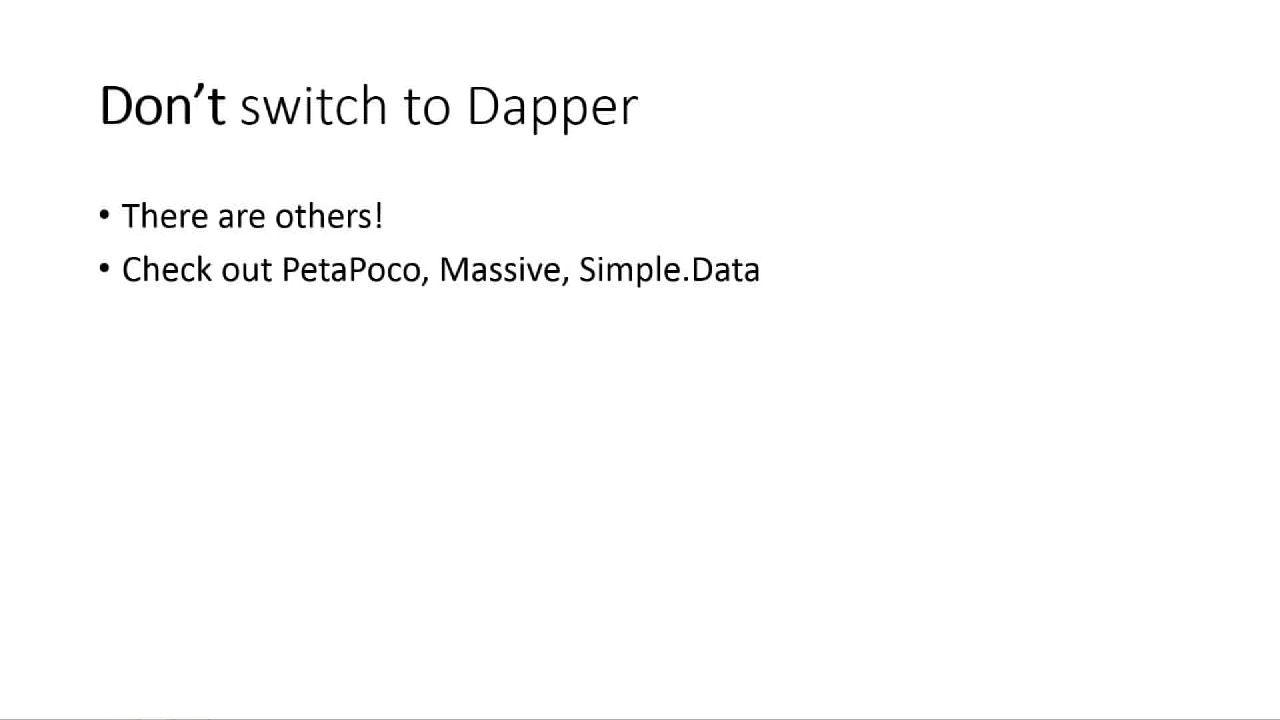 Don’t switch to Dapper
• There are others!
• Check out PetaPoco, Massive, Simple.Data